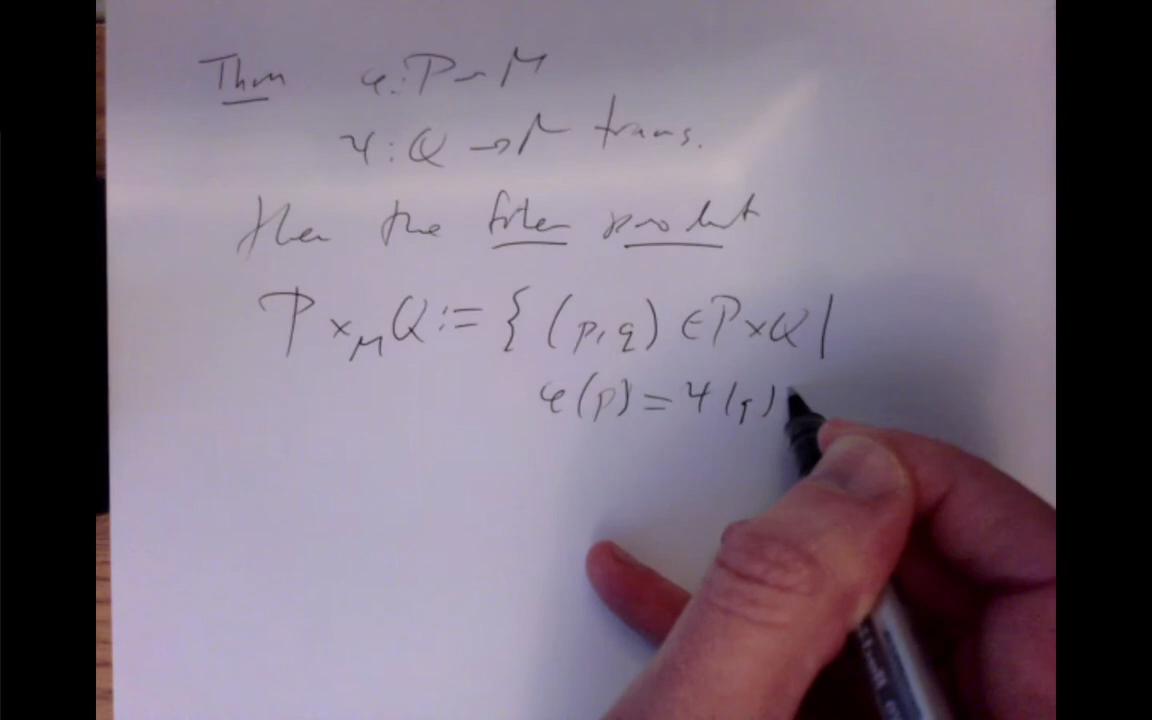 Thm φ: P → M
ψ: Q → M trans.
then the fiber product
P ×_M Q := { (p, q) ∈ P × Q |
φ(p) = ψ(q)